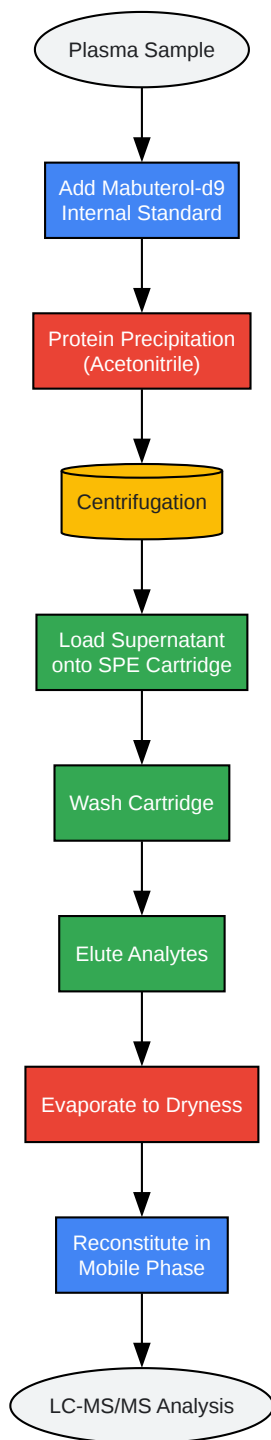 Plasma Sample
Add Mabuterol-d9
Internal Standard
Protein Precipitation
(Acetonitrile)
Centrifugation
Load Supernatant
onto SPE Cartridge
Wash Cartridge
Elute Analytes
Evaporate to Dryness
Reconstitute in
Mobile Phase
LC-MS/MS Analysis